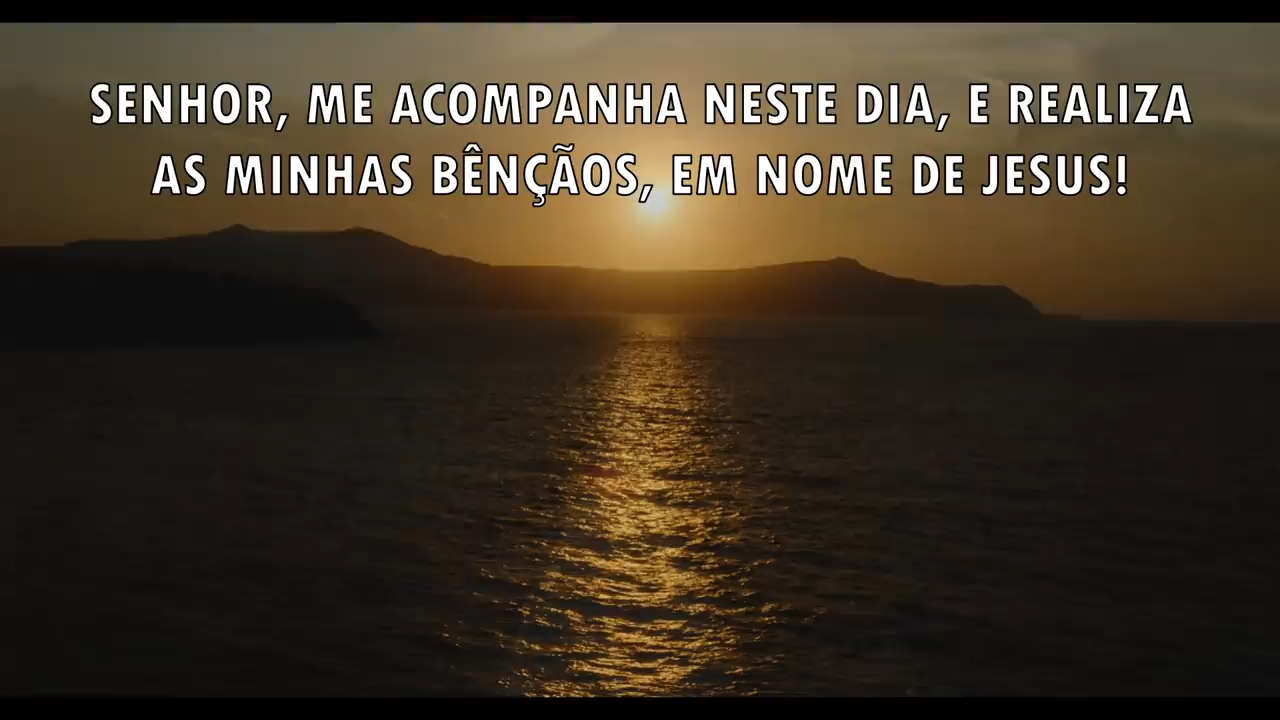 SENHOR, ME ACOMPANHA NESTE DIA, E REALIZA
AS MINHAS BÊNÇÃOS, EM NOME DE JESUS!